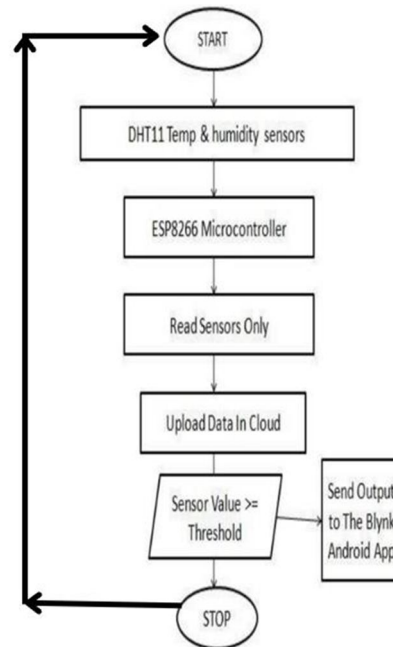 START
DHT11 Temp & humidity sensors
ESP8266 Microcontroller
Read Sensors Only
Upload Data In Cloud
Sensor Value >=
Threshold
Send Output
to The Blynk
Android App
STOP